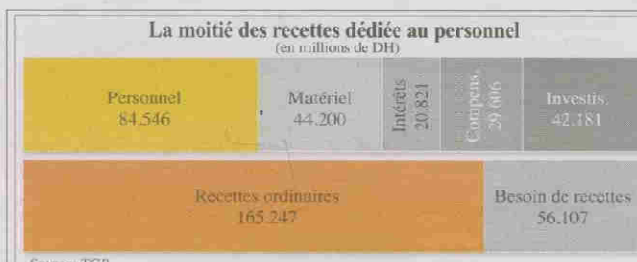 La moitié des recettes dédiée au personnel
(en millions de DH)
Personnel
84.546
Matériel
44.200
Intérêts
20.821
Compens.
29.606
Investis.
42.181
Recettes ordinaires
165.247
Besoin de recettes
56.107